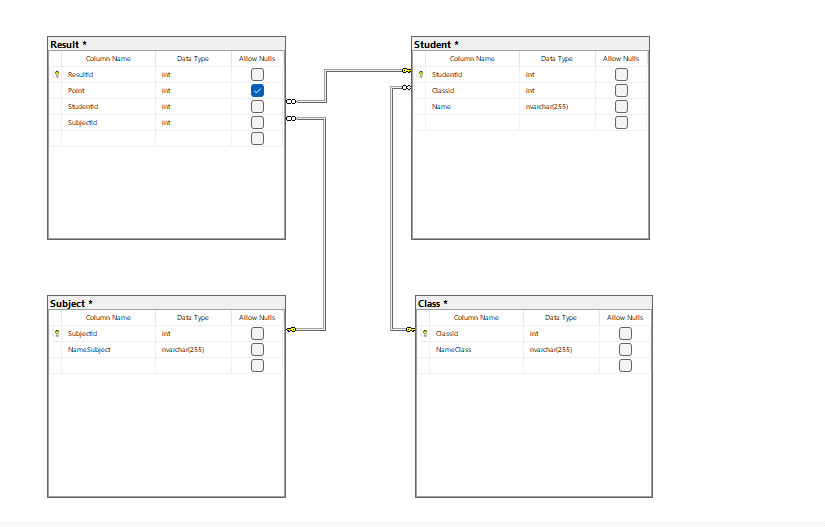 Result *
Column Name Data Type Allow Nulls
ResultId int
Point int
StudentId int
SubjectId int
Student *
Column Name Data Type Allow Nulls
StudentId int
ClassId int
Name nvarchar(255)
Subject *
Column Name Data Type Allow Nulls
SubjectId int
NameSubject nvarchar(255)
Class *
Column Name Data Type Allow Nulls
ClassId int
NameClass nvarchar(255)